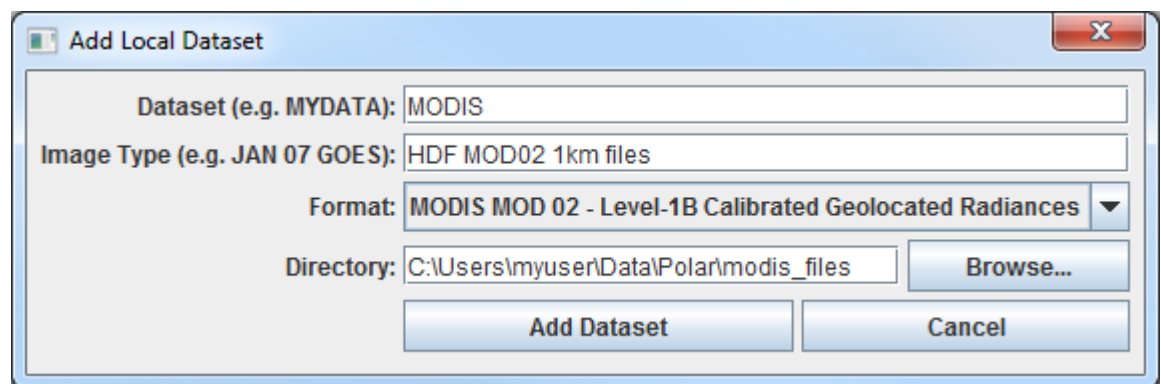 Add Local Dataset
Dataset (e.g. MYDATA): MODIS
Image Type (e.g. JAN 07 GOES): HDF MOD02 1km files
Format: MODIS MOD 02 - Level-1B Calibrated Geolocated Radiances
Directory: C:\Users\myuser\Data\Polar\modis_files Browse...
Add Dataset Cancel